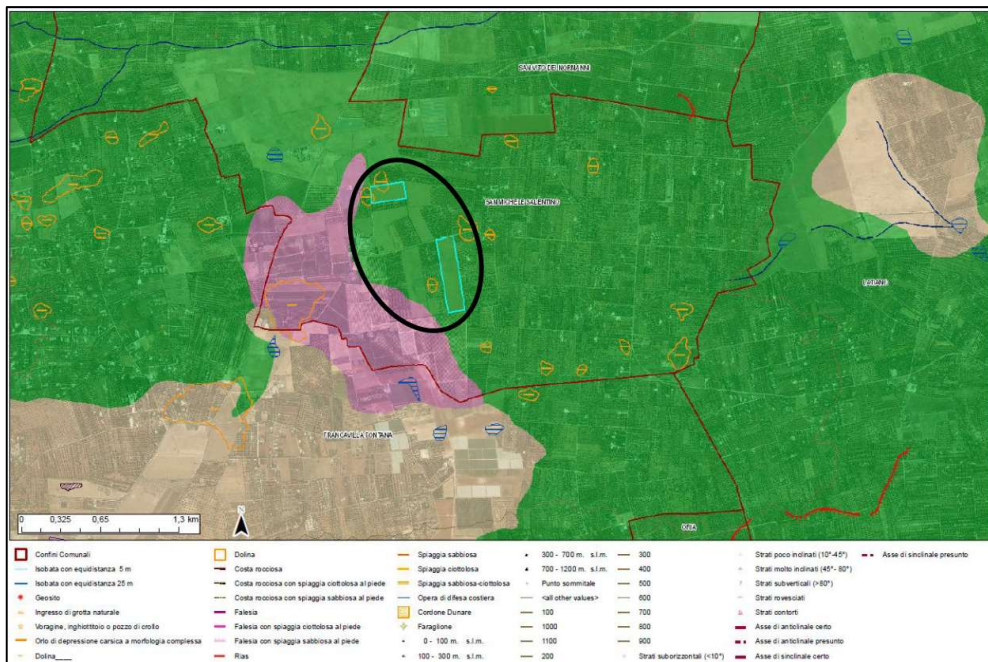 SAN VITO DEI NORMANNI
SAN MICHELE SALENTINO
LATIANO
FRANCAVILLA FONTANA
ORIA
0 0,325 0,65 1,3 km
Confini Comunali
Isobata con equidistanza 5 m
Isobata con equidistanza 25 m
Geosito
Ingresso di grotta naturale
Voragine, inghiottitoio o pozzo di crollo
Orlo di depressione carsica a morfologia complessa
Dolina____
Dolina
Costa rocciosa
Costa rocciosa con spiaggia ciottolosa al piede
Costa rocciosa con spiaggia sabbiosa al piede
Falesia
Falesia con spiaggia ciottolosa al piede
Falesia con spiaggia sabbiosa al piede
Rias
Spiaggia sabbiosa
Spiaggia ciottolosa
Spiaggia sabbiosa-ciottolosa
Opera di difesa costiera
Cordone Dunare
Faraglione
0 - 100 m. s.l.m.
100 - 300 m. s.l.m.
300 - 700 m. s.l.m.
700 - 1200 m. s.l.m.
Punto sommitale
<all other values>
100
1000
1100
200
300
400
500
600
700
800
900
Strati suborizzontali (<10°)
Strati poco inclinati (10°-45°)
Strati molto inclinati (45°- 80°)
Strati subverticali (>80°)
Strati rovesciati
Strati contorti
Asse di anticlinale certo
Asse di anticlinale presunto
Asse di sinclinale certo
Asse di sinclinale presunto